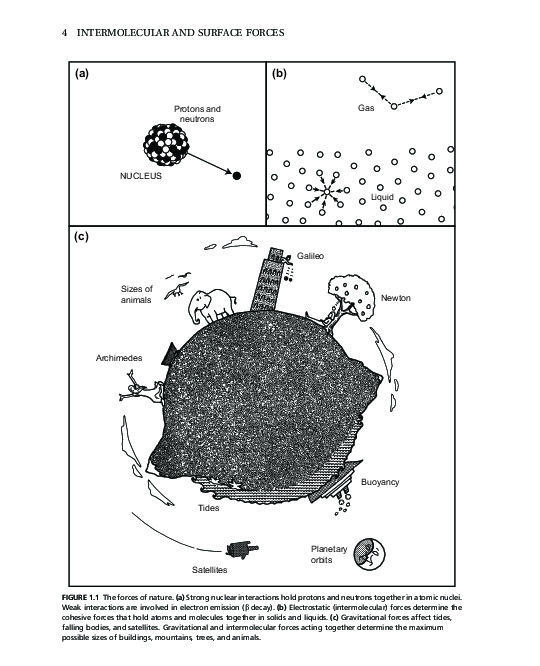 4 INTERMOLECULAR AND SURFACE FORCES
(a)
Protons and
neutrons
NUCLEUS
(b)
Gas
Liquid
(c)
Galileo
Sizes of
animals
Newton
Archimedes
Buoyancy
Tides
Planetary
orbits
Satellites
FIGURE 1.1 The forces of nature. (a) Strong nuclear interactions hold protons and neutrons together in atomic nuclei.
Weak interactions are involved in electron emission (β decay). (b) Electrostatic (intermolecular) forces determine the
cohesive forces that hold atoms and molecules together in solids and liquids. (c) Gravitational forces affect tides,
falling bodies, and satellites. Gravitational and intermolecular forces acting together determine the maximum
possible sizes of buildings, mountains, trees, and animals.